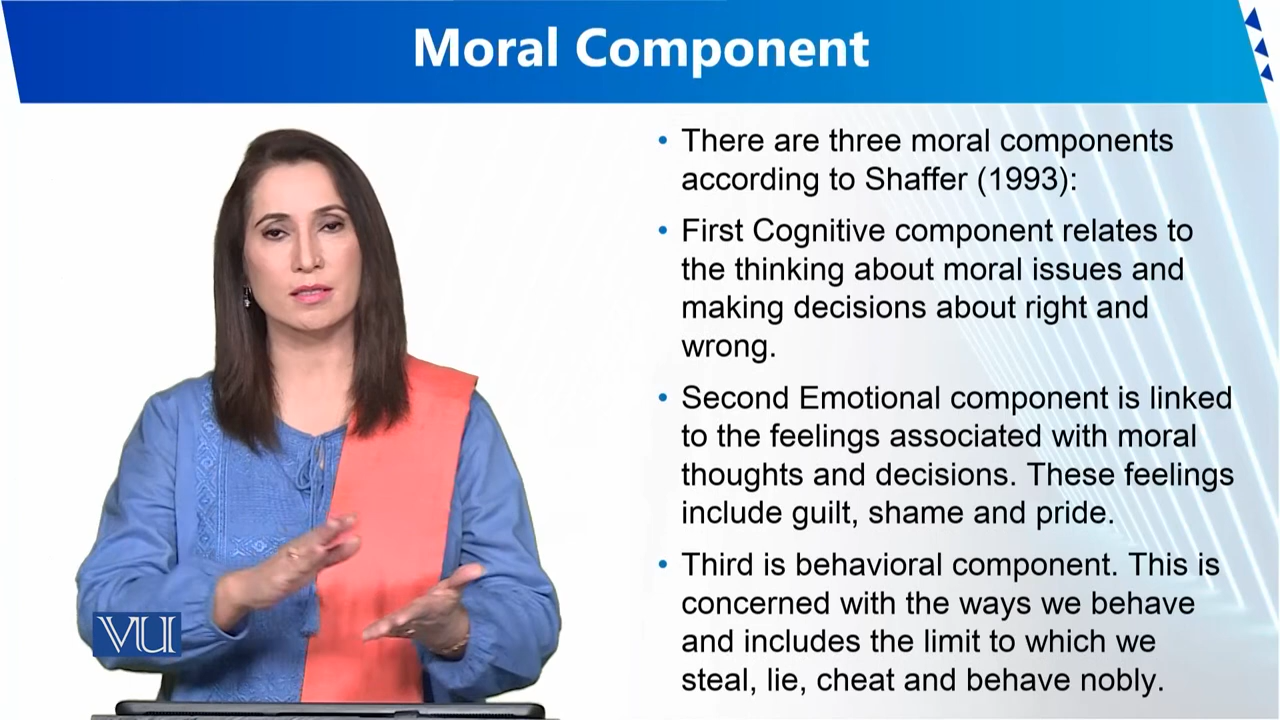 Moral Component
• There are three moral components
according to Shaffer (1993):
• First Cognitive component relates to
the thinking about moral issues and
making decisions about right and
wrong.
• Second Emotional component is linked
to the feelings associated with moral
thoughts and decisions. These feelings
include guilt, shame and pride.
• Third is behavioral component. This is
concerned with the ways we behave
and includes the limit to which we
steal, lie, cheat and behave nobly.
VU